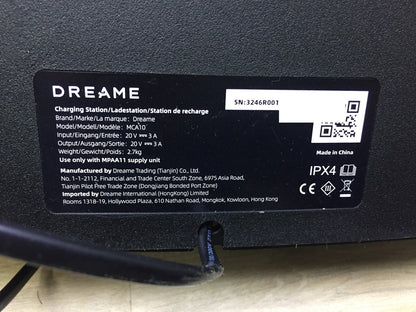 DREAME
SN:3246R001
Charging Station/Ladestation/Station de recharge
Brand/Marke/La marque: Dreame
Model/Modell/Modèle: MCA10
Input/Eingang/Entrée: 20 V ⎓ 3 A
Output/Ausgang/Sortie: 20 V ⎓ 3 A
Weight/Gewicht/Poids: 2.7kg
Use only with MPAA11 supply unit
Made in China
Manufactured by Dreame Trading (Tianjin) Co., Ltd.
No. 1-1-2112, Financial and Trade Center South Zone, 6975 Asia Road,
Tianjin Pilot Free Trade Zone (Dongjiang Bonded Port Zone)
Imported by Dreame International (HongKong) Limited
Rooms 1318-19, Hollywood Plaza, 610 Nathan Road, Mongkok, Kowloon, Hong Kong
IPX4
CE